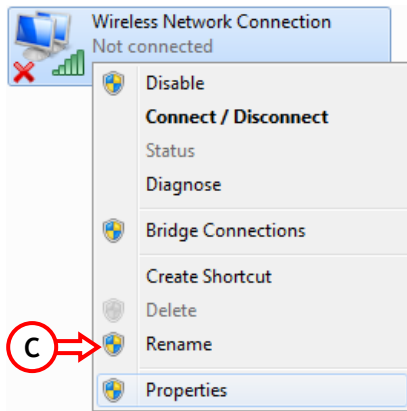 Wireless Network Connection
Not connected
Disable
Connect / Disconnect
Status
Diagnose
Bridge Connections
Create Shortcut
Delete
C
Rename
Properties